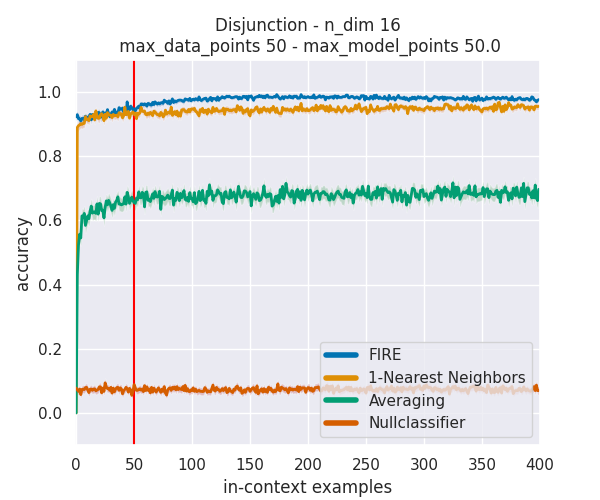 Disjunction - n_dim 16
max_data_points 50 - max_model_points 50.0
accuracy
1.0
0.8
0.6
0.4
0.2
0.0
FIRE
1-Nearest Neighbors
Averaging
Nullclassifier
0 50 100 150 200 250 300 350 400
in-context examples